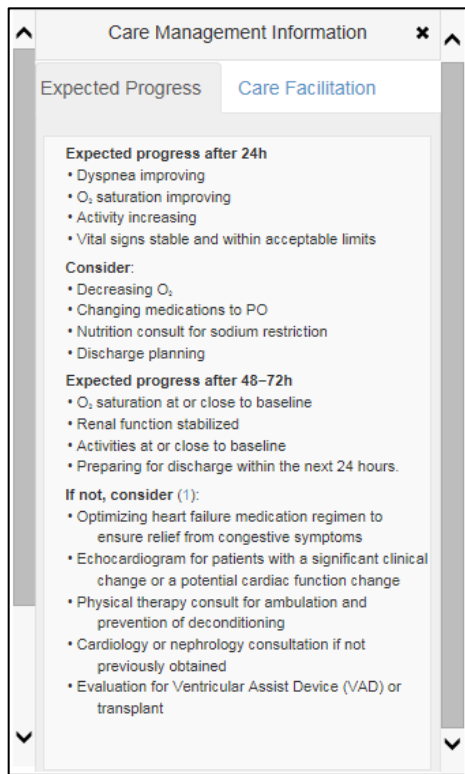 Care Management Information ✖
Expected Progress Care Facilitation
Expected progress after 24h
• Dyspnea improving
• O₂ saturation improving
• Activity increasing
• Vital signs stable and within acceptable limits
Consider:
• Decreasing O₂
• Changing medications to PO
• Nutrition consult for sodium restriction
• Discharge planning
Expected progress after 48–72h
• O₂ saturation at or close to baseline
• Renal function stabilized
• Activities at or close to baseline
• Preparing for discharge within the next 24 hours.
If not, consider (1):
• Optimizing heart failure medication regimen to
ensure relief from congestive symptoms
• Echocardiogram for patients with a significant clinical
change or a potential cardiac function change
• Physical therapy consult for ambulation and
prevention of deconditioning
• Cardiology or nephrology consultation if not
previously obtained
• Evaluation for Ventricular Assist Device (VAD) or
transplant